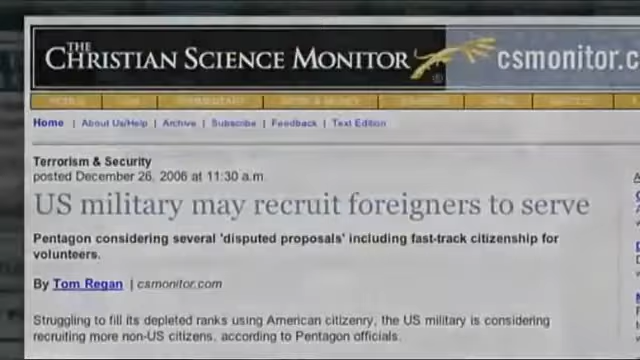 THE
CHRISTIAN SCIENCE MONITOR
csmonitor.c
Home | About Us/Help | Archive | Subscribe | Feedback | Text Edition
Terrorism & Security
posted December 26, 2006 at 11:30 a.m.
US military may recruit foreigners to serve
Pentagon considering several 'disputed proposals' including fast-track citizenship for
volunteers.
By Tom Regan | csmonitor.com
Struggling to fill its depleted ranks using American citizenry, the US military is considering
recruiting more non-US citizens, according to Pentagon officials.